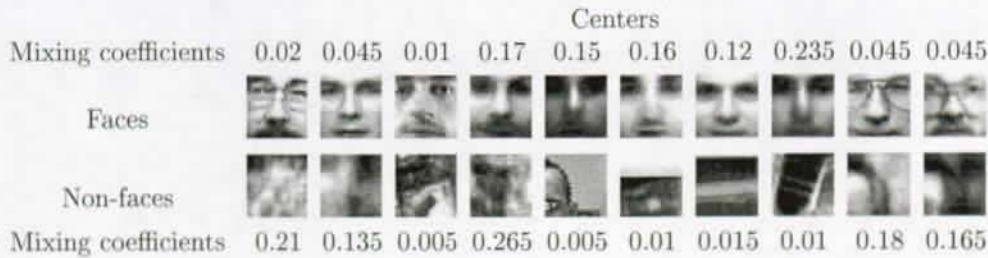 Centers
Mixing coefficients 0.02 0.045 0.01 0.17 0.15 0.16 0.12 0.235 0.045 0.045
Faces
Non-faces
Mixing coefficients 0.21 0.135 0.005 0.265 0.005 0.01 0.015 0.01 0.18 0.165